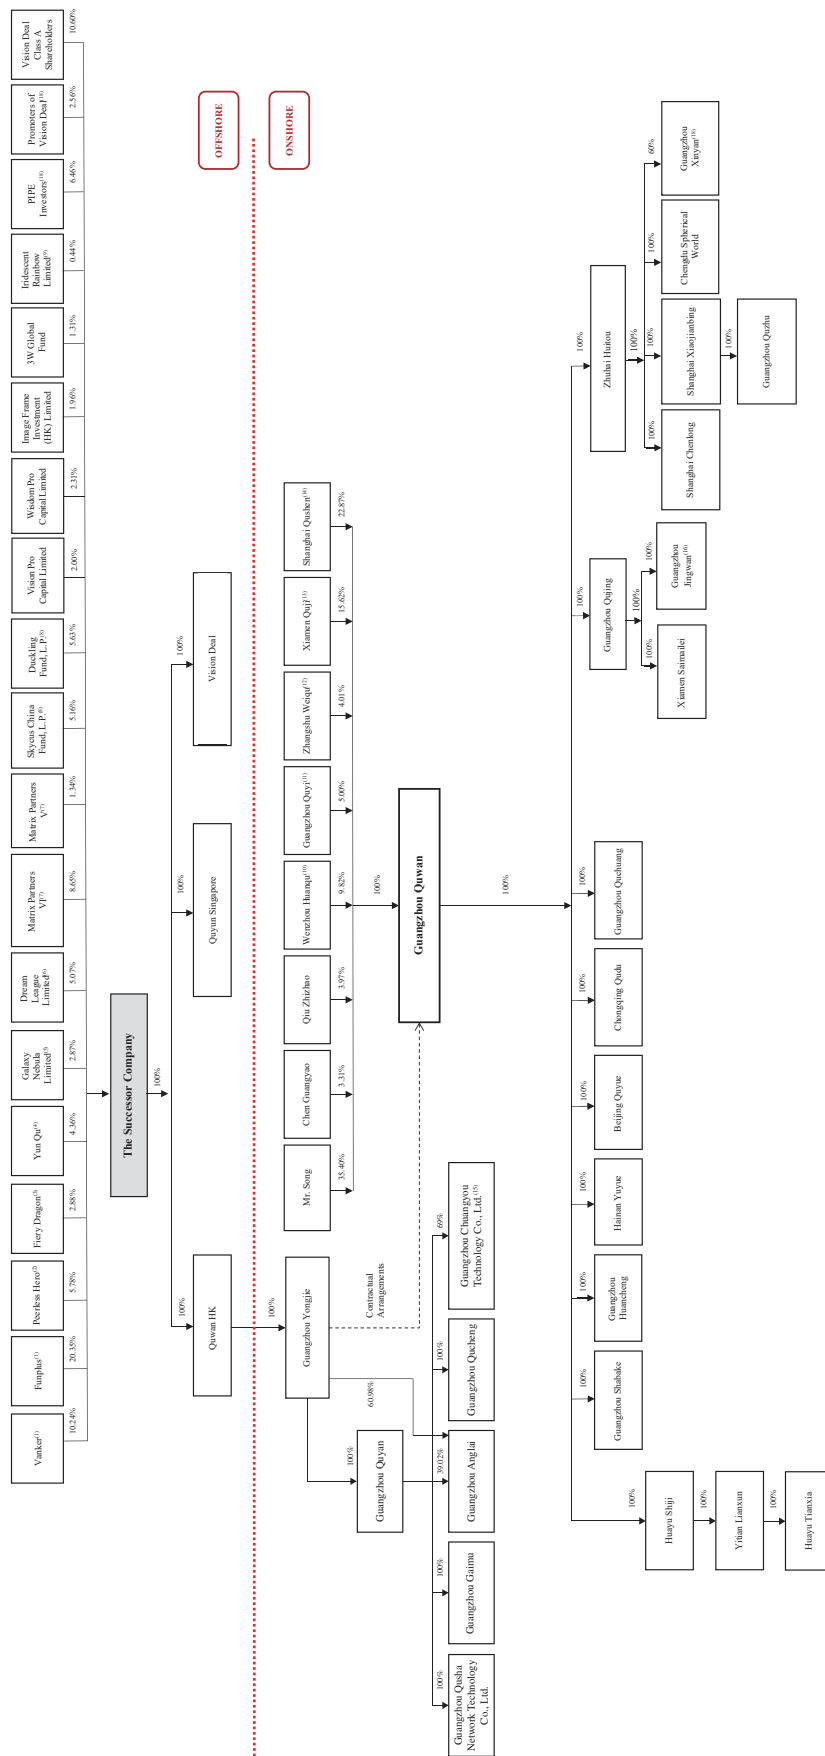 Vanker(1)
10.24%
Funplus(1)
20.35%
Peerless Hero(2)
5.78%
Fiery Dragon(3)
2.88%
Yun Qu(4)
4.36%
Galaxy
Nebula
Limited(5)
2.87%
Dream
League
Limited(6)
5.07%
Matrix Partners
VI(7)
8.65%
Matrix Partners
V(7)
1.34%
Skycus China
Fund, L.P.(8)
5.16%
Duckling
Fund, L.P.(8)
5.63%
Vision Pro
Capital Limited
2.00%
Wisdom Pro
Capital Limited
2.31%
Image Frame
Investment
(HK) Limited
1.96%
3W Global
Fund
1.31%
Iridescent
Rainbow
Limited(9)
0.44%
PIPE
Investors(18)
6.46%
Promoters of
Vision Deal(18)
2.56%
Vision Deal
Class A
Shareholders
10.60%
The Successor Company
100%
100%
Quwan HK
100%
Quyun Singapore
100%
Vision Deal
OFFSHORE
ONSHORE
100%
Guangzhou Yongjie
Contractual
Arrangements
Mr. Song
35.40%
Chen Guangyao
3.31%
Qiu Zhizhao
3.97%
Wenzhou Huanqu(10)
9.82%
Guangzhou Quyi(11)
5.00%
Zhangshu Weiqu(12)
4.01%
Xiamen Quji(13)
15.62%
Shanghai Qushen(14)
22.87%
100%
Guangzhou Quwan
100%
100%
Guangzhou Quyan
60.98%
100%
Guangzhou Qusha
Network Technology
Co., Ltd.
100%
Guangzhou Gaimu
39.02%
Guangzhou Anglai
100%
Guangzhou Qucheng
69%
Guangzhou Chuangyou
Technology Co., Ltd.(15)
100%
Huayu Shiji
100%
Yitian Lianxun
100%
Huayu Tianxia
100%
Guangzhou Shabake
100%
Guangzhou
Huancheng
100%
Hainan Yuyue
100%
Beijing Quyue
100%
Chongqing Qudu
100%
Guangzhou Quchuang
100%
Guangzhou Qujing
100%
100%
Xiamen Saimailei
100%
Guangzhou
Jingwan(16)
100%
Zhuhai Huitou
100%
100%
Shanghai Chenlong
100%
Shanghai Xiaojianbing
100%
Guangzhou Quzhu
100%
Chengdu Spherical
World
60%
Guangzhou
Xinyan(18)